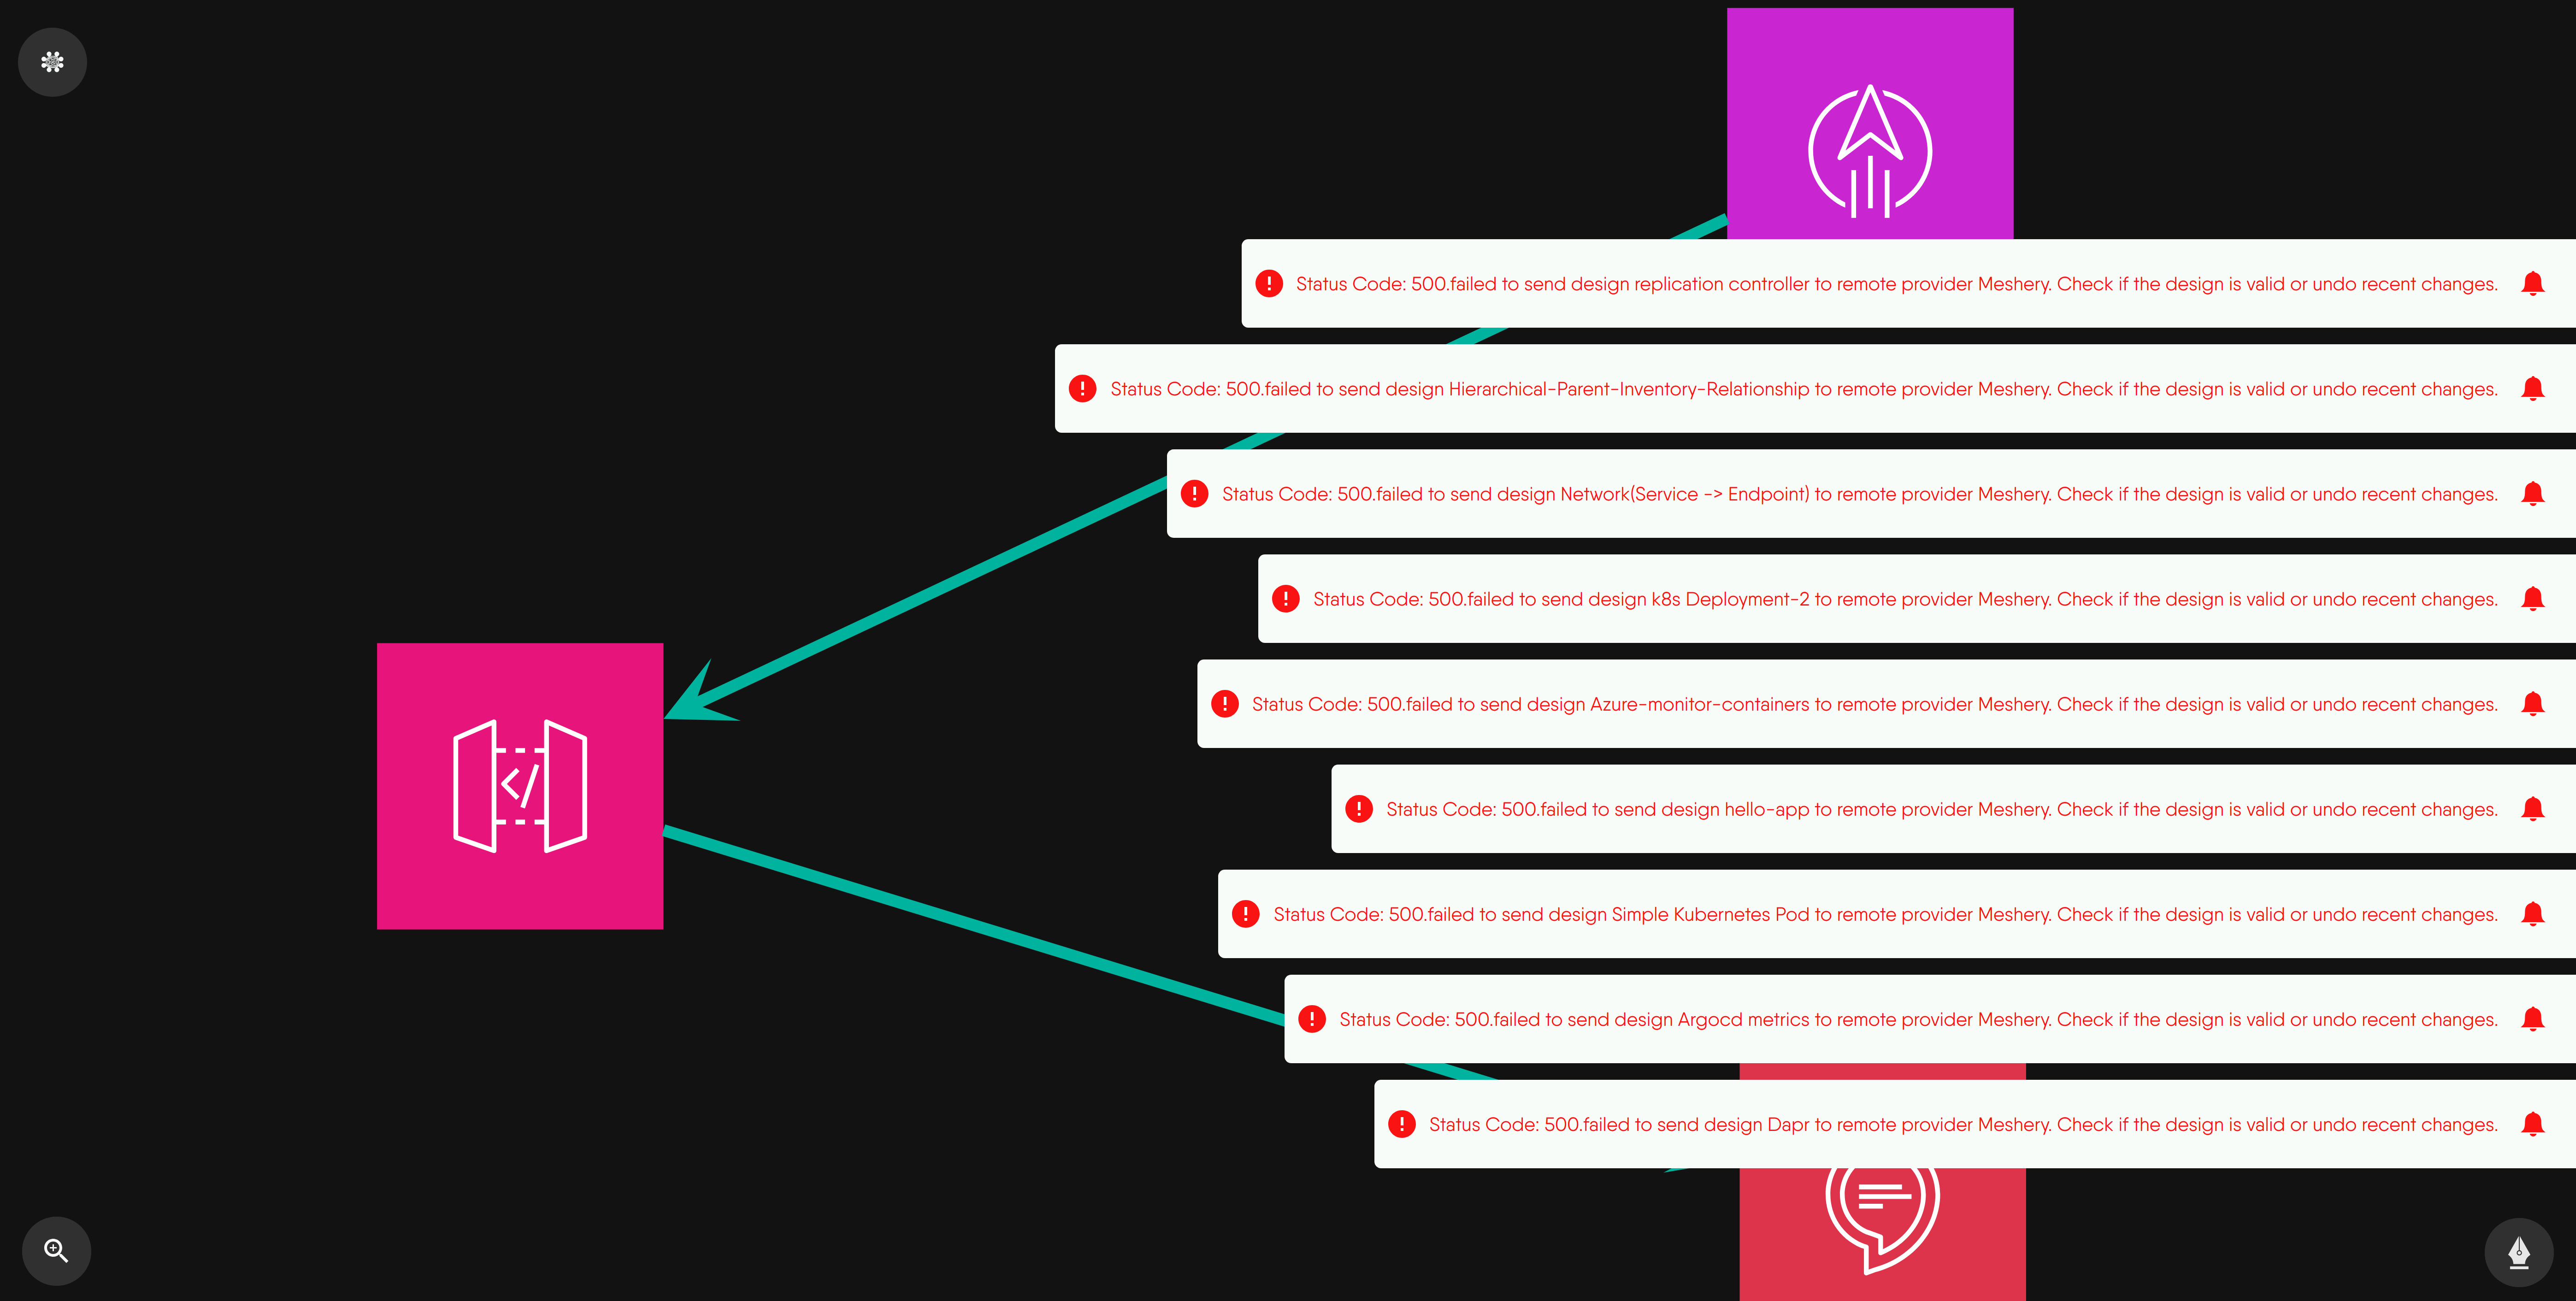 Status Code: 500.failed to send design replication controller to remote provider Meshery. Check if the design is valid or undo recent changes.
Status Code: 500.failed to send design Hierarchical-Parent-Inventory-Relationship to remote provider Meshery. Check if the design is valid or undo recent changes.
Status Code: 500.failed to send design Network(Service -> Endpoint) to remote provider Meshery. Check if the design is valid or undo recent changes.
Status Code: 500.failed to send design k8s Deployment-2 to remote provider Meshery. Check if the design is valid or undo recent changes.
Status Code: 500.failed to send design Azure-monitor-containers to remote provider Meshery. Check if the design is valid or undo recent changes.
Status Code: 500.failed to send design hello-app to remote provider Meshery. Check if the design is valid or undo recent changes.
Status Code: 500.failed to send design Simple Kubernetes Pod to remote provider Meshery. Check if the design is valid or undo recent changes.
Status Code: 500.failed to send design Argocd metrics to remote provider Meshery. Check if the design is valid or undo recent changes.
Status Code: 500.failed to send design Dapr to remote provider Meshery. Check if the design is valid or undo recent changes.